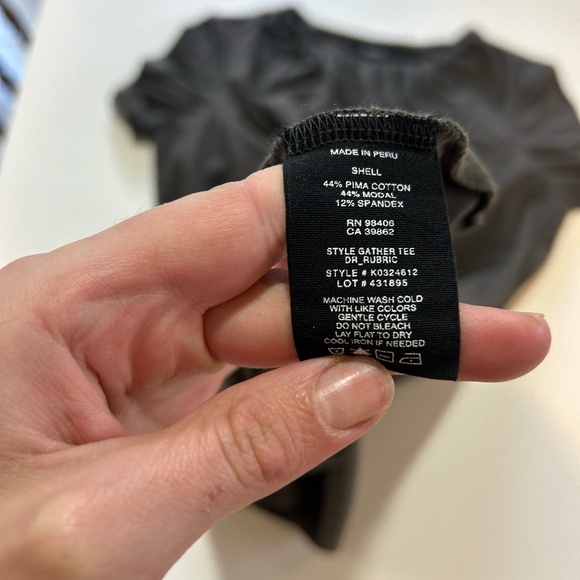 MADE IN PERU
SHELL
44% PIMA COTTON
44% MODAL
12% SPANDEX
RN 98406
CA 39862
STYLE GATHER TEE
DR_RUBRIC
STYLE # K0324612
LOT # 431895
MACHINE WASH COLD
WITH LIKE COLORS
GENTLE CYCLE
DO NOT BLEACH
LAY FLAT TO DRY
COOL IRON IF NEEDED